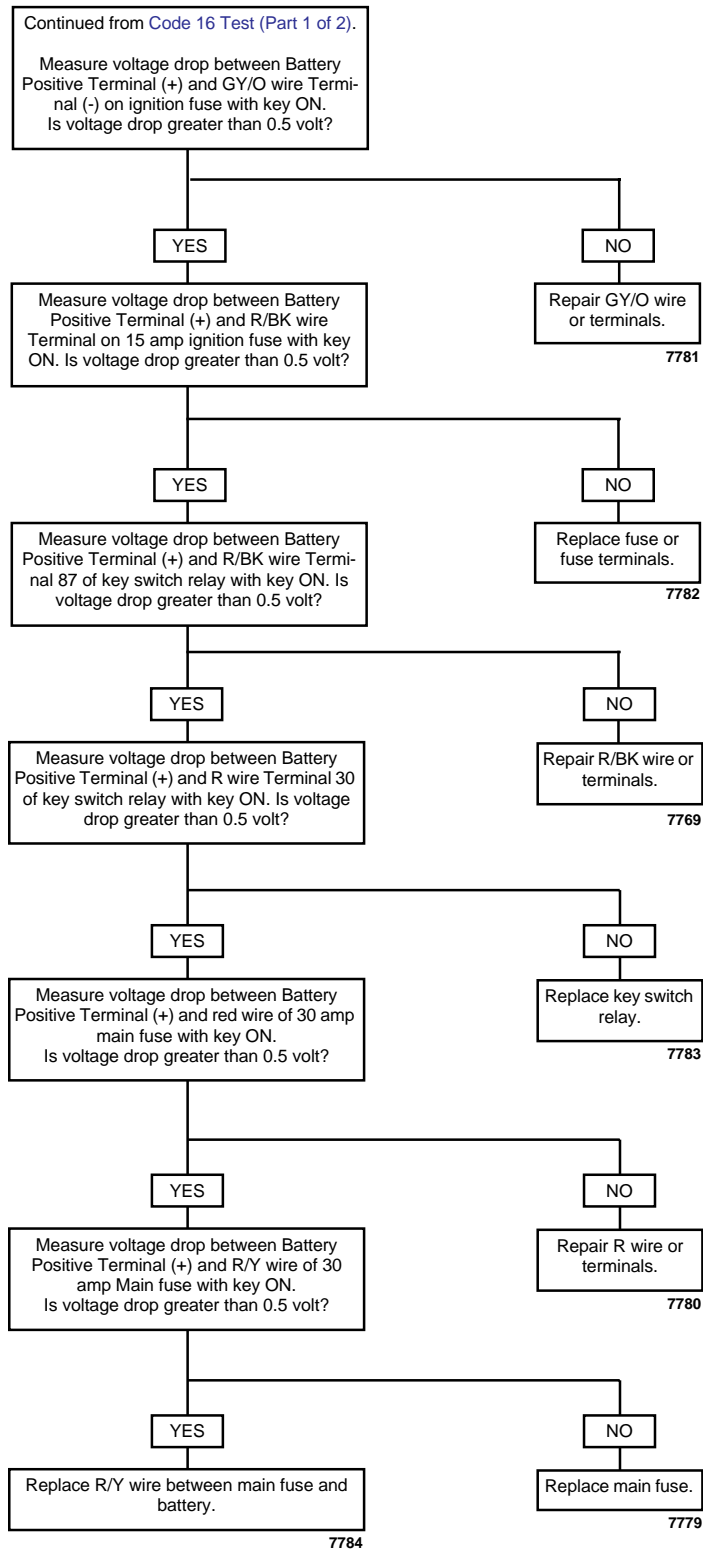 Continued from Code 16 Test (Part 1 of 2).
Measure voltage drop between Battery
Positive Terminal (+) and GY/O wire Termi-
nal (-) on ignition fuse with key ON.
Is voltage drop greater than 0.5 volt?
YES
NO
Measure voltage drop between Battery
Positive Terminal (+) and R/BK wire
Terminal on 15 amp ignition fuse with key
ON. Is voltage drop greater than 0.5 volt?
Repair GY/O wire
or terminals.
7781
YES
NO
Measure voltage drop between Battery
Positive Terminal (+) and R/BK wire Termi-
nal 87 of key switch relay with key ON. Is
voltage drop greater than 0.5 volt?
Replace fuse or
fuse terminals.
7782
YES
NO
Measure voltage drop between Battery
Positive Terminal (+) and R wire Terminal 30
of key switch relay with key ON. Is voltage
drop greater than 0.5 volt?
Repair R/BK wire or
terminals.
7769
YES
NO
Measure voltage drop between Battery
Positive Terminal (+) and red wire of 30 amp
main fuse with key ON.
Is voltage drop greater than 0.5 volt?
Replace key switch
relay.
7783
YES
NO
Measure voltage drop between Battery
Positive Terminal (+) and R/Y wire of 30
amp Main fuse with key ON.
Is voltage drop greater than 0.5 volt?
Repair R wire or
terminals.
7780
YES
NO
Replace R/Y wire between main fuse and
battery.
7784
Replace main fuse.
7779